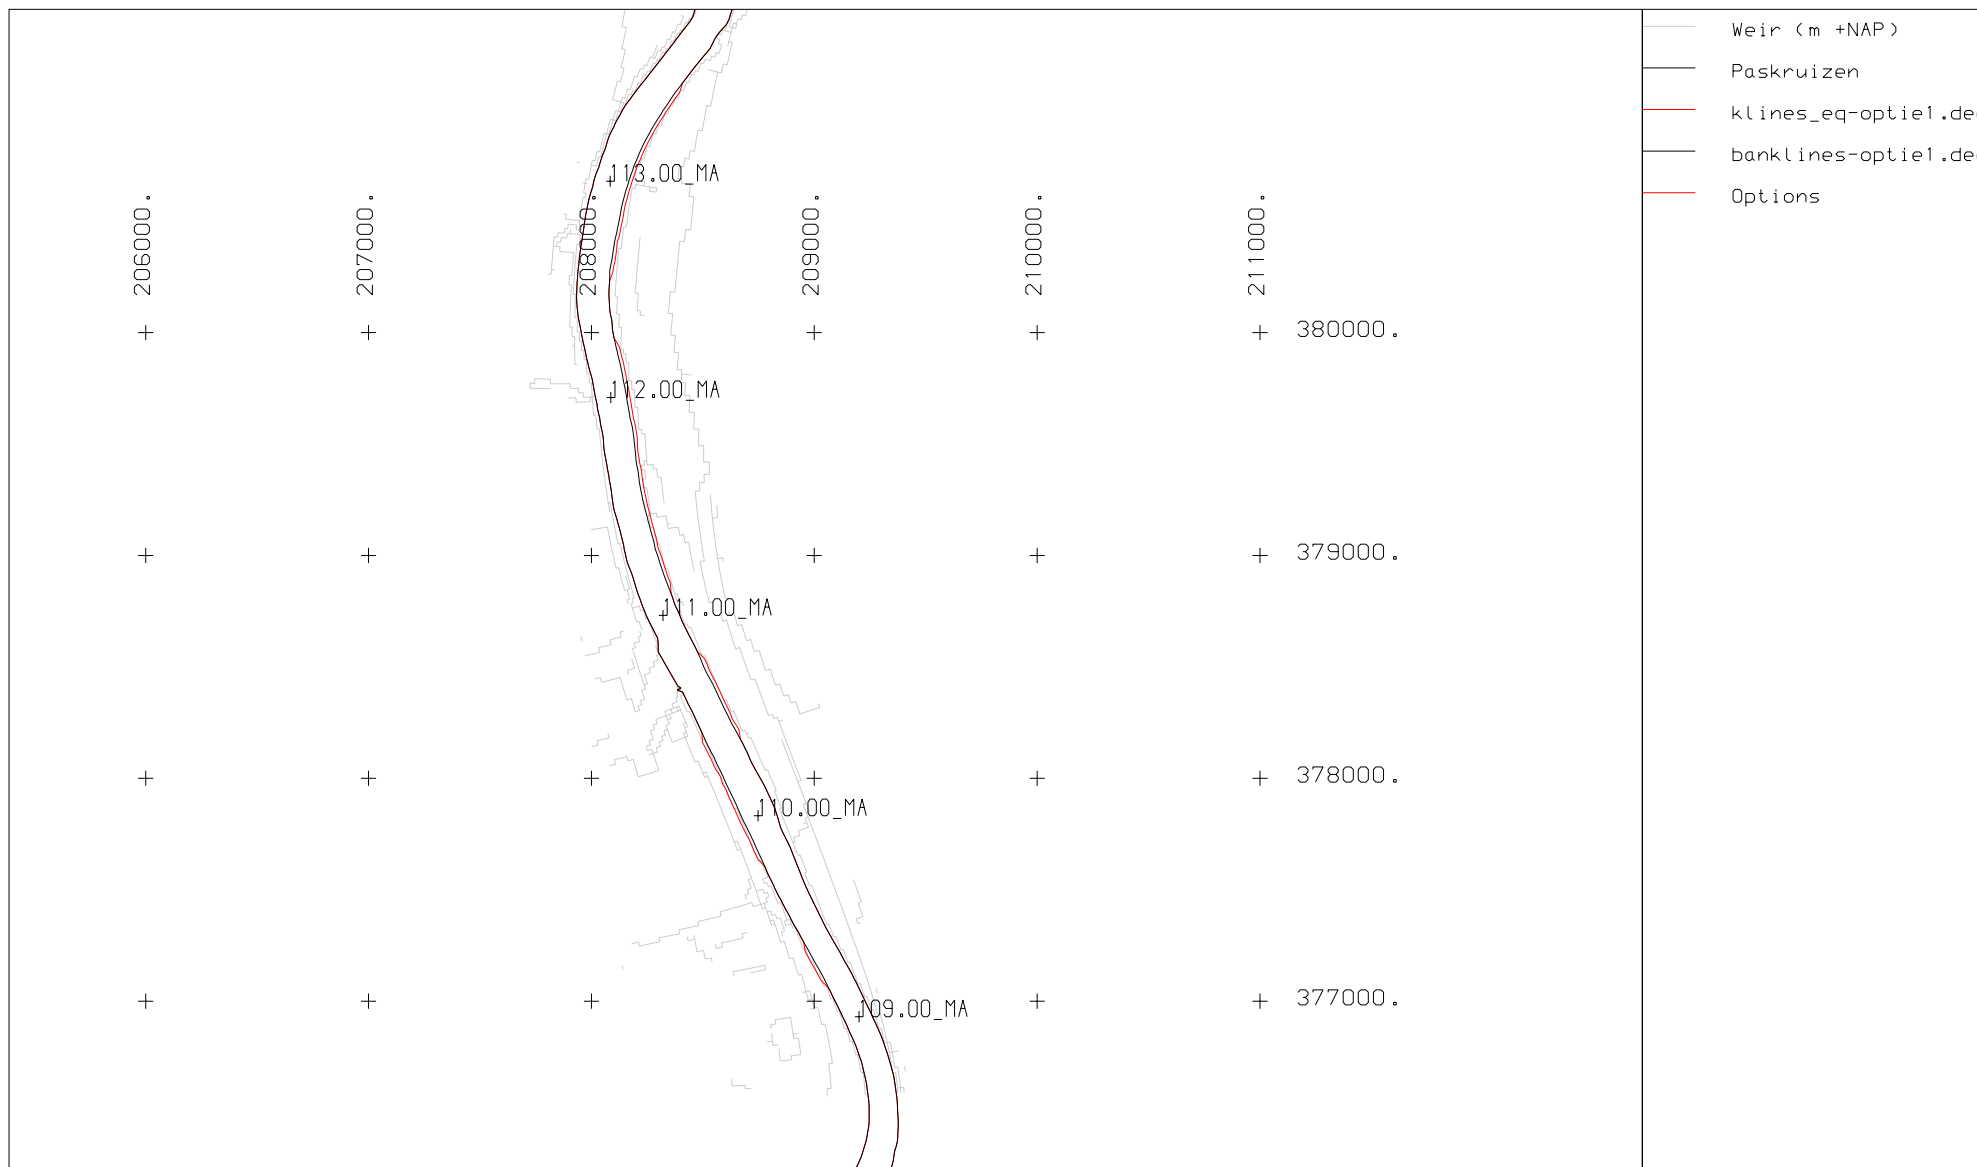 Weir (m +NAP)
Paskruizen
klines_eq-optie1.de
banklines-optie1.de
Options
113.00_MA
206000.
207000.
208000.
209000.
210000.
211000.
380000.
112.00_MA
379000.
111.00_MA
378000.
110.00_MA
377000.
109.00_MA